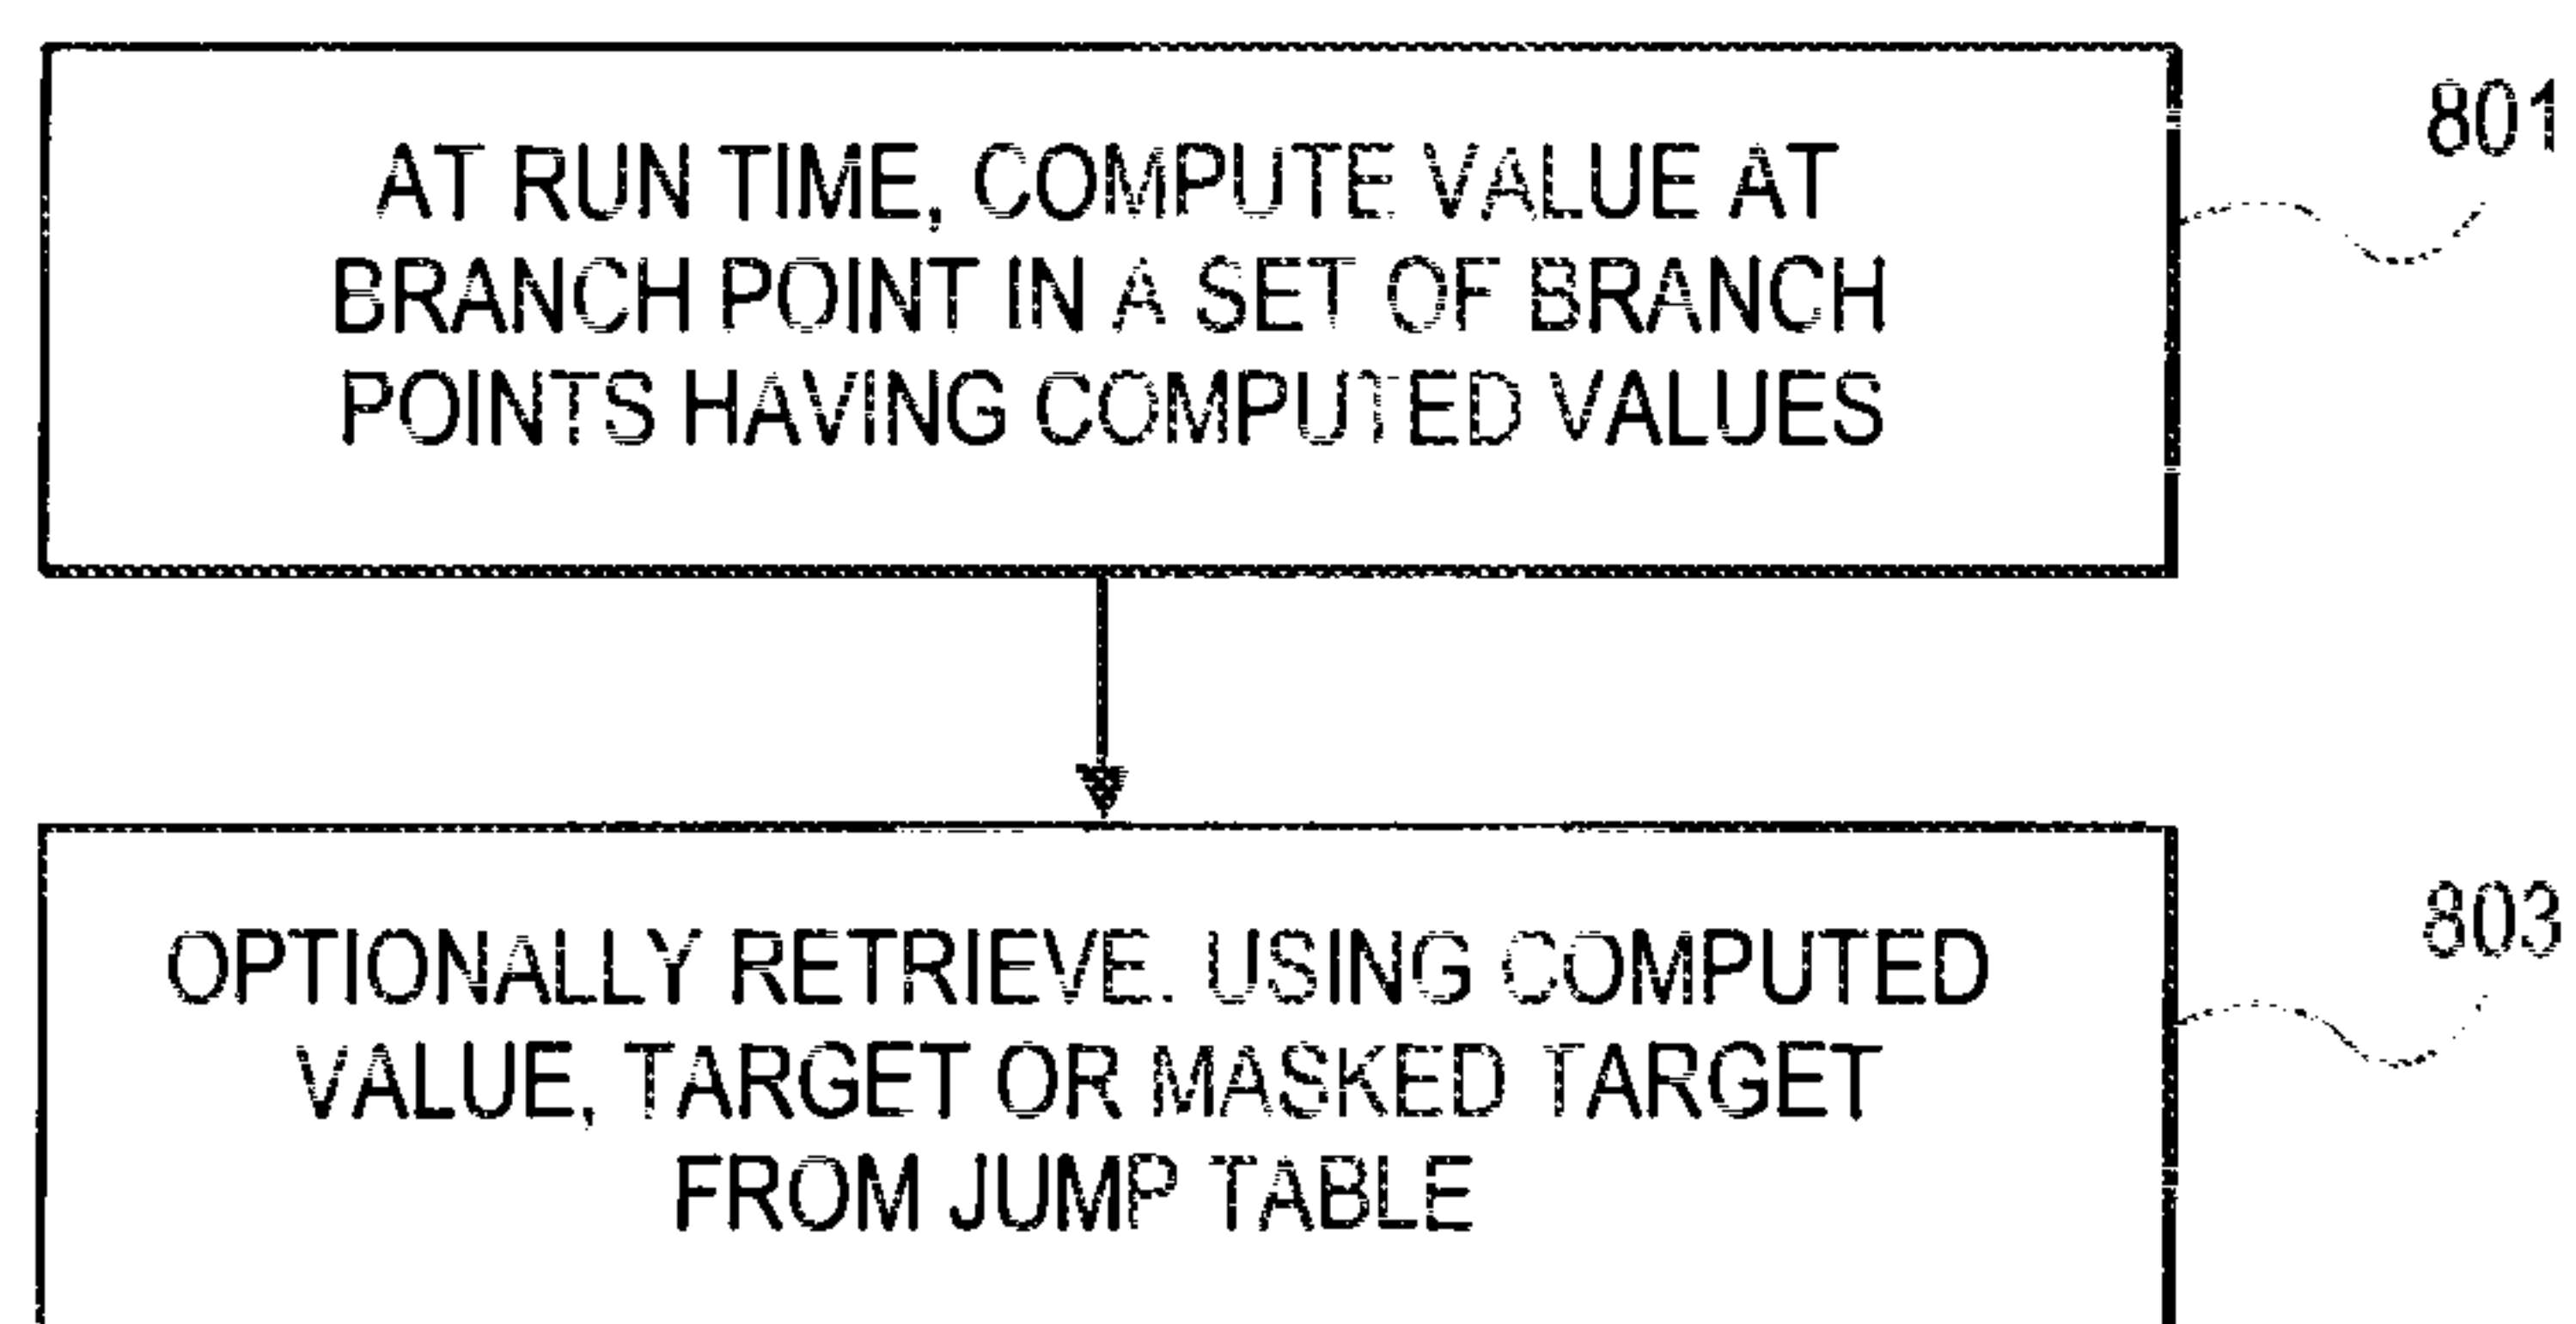 AT RUN TIME, COMPUTE VALUE AT
801
BRANCH POINT IN A SET OF BRANCH
POINTS HAVING COMPUTED VALUES
OPTIONALLY RETRIEVE. USING COMPUTED
803
VALUE, TARGET OR MASKED TARGET
FROM JUMP TABLE